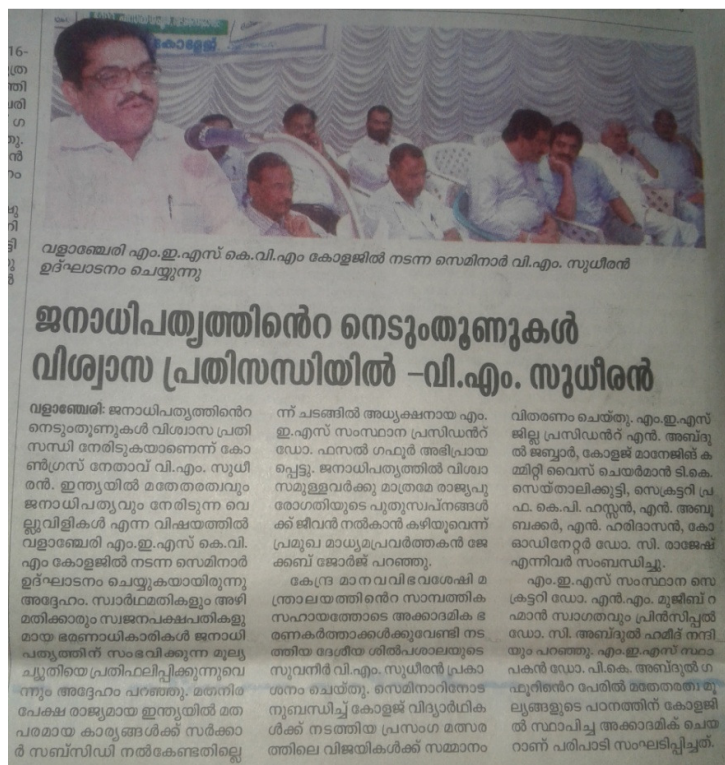 കോളേജ്
16-
വളാഞ്ചേരി എം.ഇ.എസ് കെ.വി.എം കോളജിൽ നടന്ന സെമിനാർ വി.എം. സുധീരൻ
ഉദ്ഘാടനം ചെയ്യുന്നു
ജനാധിപത്യത്തിൻെറ നെടുംതൂണുകൾ
വിശ്വാസ പ്രതിസന്ധിയിൽ –വി.എം. സുധീരൻ
വളാഞ്ചേരി: ജനാധിപത്യത്തിൻെറ
നെടുംതൂണുകൾ വിശ്വാസ പ്രതി
സന്ധി നേരിടുകയാണെന്ന് കോ
ൺഗ്രസ് നേതാവ് വി.എം. സുധീ
രൻ. ഇന്ത്യയിൽ മതേതരത്വവും
ജനാധിപത്യവും നേരിടുന്ന വെ
ല്ലുവിളികൾ എന്ന വിഷയത്തിൽ
വളാഞ്ചേരി എം.ഇ.എസ് കെ.വി.
എം കോളജിൽ നടന്ന സെമിനാർ
ഉദ്ഘാടനം ചെയ്യുകയായിരുന്നു
അദ്ദേഹം. സ്വാർഥമതികളും അഴി
മതിക്കാരും സ്വജനപക്ഷപതികളു
മായ ഭരണാധികാരികൾ ജനാധി
പത്യത്തിന് സംഭവിക്കുന്ന മൂല്യ
ച്യുതിയെ പ്രതിഫലിപ്പിക്കുന്നുവെ
ന്നും അദ്ദേഹം പറഞ്ഞു. മതനിര
പേക്ഷ രാജ്യമായ ഇന്ത്യയിൽ മത
പരമായ കാര്യങ്ങൾക്ക് സർക്കാ
ർ സബ്സിഡി നൽകേണ്ടതില്ലെ
ന്ന് ചടങ്ങിൽ അധ്യക്ഷനായ എം.
ഇ.എസ് സംസ്ഥാന പ്രസിഡൻറ്
ഡോ. ഫസൽ ഗഫൂർ അഭിപ്രായ
പ്പെട്ടു. ജനാധിപത്യത്തിൽ വിശ്വാ
സമുള്ളവർക്കു മാത്രമേ രാജ്യപു
രോഗതിയുടെ പുതുസ്വപ്നങ്ങൾ
ക്ക് ജീവൻ നൽകാൻ കഴിയൂവെന്ന്
പ്രമുഖ മാധ്യമപ്രവർത്തകൻ ജേ
ക്കബ് ജോർജ് പറഞ്ഞു.
കേന്ദ്ര മാനവവിഭവശേഷി മ
ന്ത്രാലയത്തിൻെറ സാമ്പത്തിക
സഹായത്തോടെ അക്കാദമിക ഭ
രണകർത്താക്കൾക്കുവേണ്ടി നട
ത്തിയ ദേശീയ ശിൽപശാലയുടെ
സുവനീർ വി.എം. സുധീരൻ പ്രകാ
ശനം ചെയ്തു. സെമിനാറിനോട
നുബന്ധിച്ച് കോളജ് വിദ്യാർഥിക
ൾക്ക് നടത്തിയ പ്രസംഗ മത്സര
ത്തിലെ വിജയികൾക്ക് സമ്മാനം
വിതരണം ചെയ്തു. എം.ഇ.എസ്
ജില്ല പ്രസിഡൻറ് എൻ. അബ്ദു
ൽ ജബ്ബാർ, കോളജ് മാനേജിങ് ക
മ്മിറ്റി വൈസ് ചെയർമാൻ ടി.കെ.
സെയ്താലിക്കുട്ടി, സെക്രട്ടറി പ്ര
ഫ. കെ.പി. ഹസ്സൻ, എൻ. അബൂ
ബക്കർ, എൻ. ഹരിദാസൻ, കോ
ഓഡിനേറ്റർ ഡോ. സി. രാജേഷ്
എന്നിവർ സംബന്ധിച്ചു.
എം.ഇ.എസ് സംസ്ഥാന സെ
ക്രട്ടറി ഡോ. എൻ.എം. മുജീബ് റ
ഹ്മാൻ സ്വാഗതവും പ്രിൻസിപ്പൽ
ഡോ. സി. അബ്ദുൽ ഹമീദ് നന്ദി
യും പറഞ്ഞു. എം.ഇ.എസ് സ്ഥാ
പകൻ ഡോ. പി.കെ. അബ്ദുൽ ഗ
ഫൂറിൻെറ പേരിൽ മതേതരത്വ മൂ
ല്യങ്ങളുടെ പഠനത്തിന് കോളജി
ൽ സ്ഥാപിച്ച അക്കാദമിക് ചെയ
റാണ് പരിപാടി സംഘടിപ്പിച്ചത്.